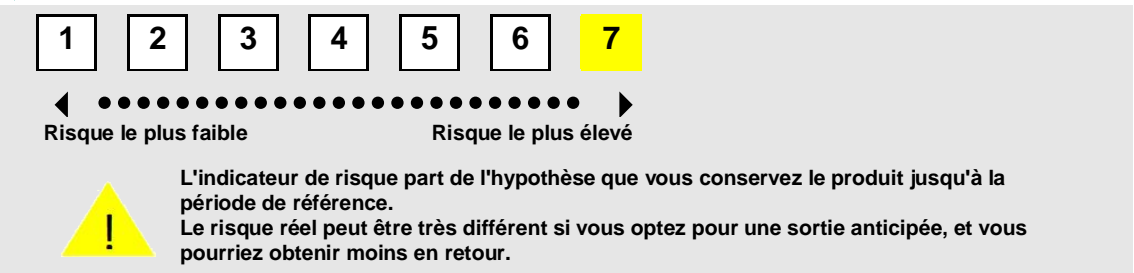 1 2 3 4 5 6 7
Risque le plus faible Risque le plus élevé
L'indicateur de risque part de l'hypothèse que vous conservez le produit jusqu'à la
période de référence.
Le risque réel peut être très différent si vous optez pour une sortie anticipée, et vous
pourriez obtenir moins en retour.
!